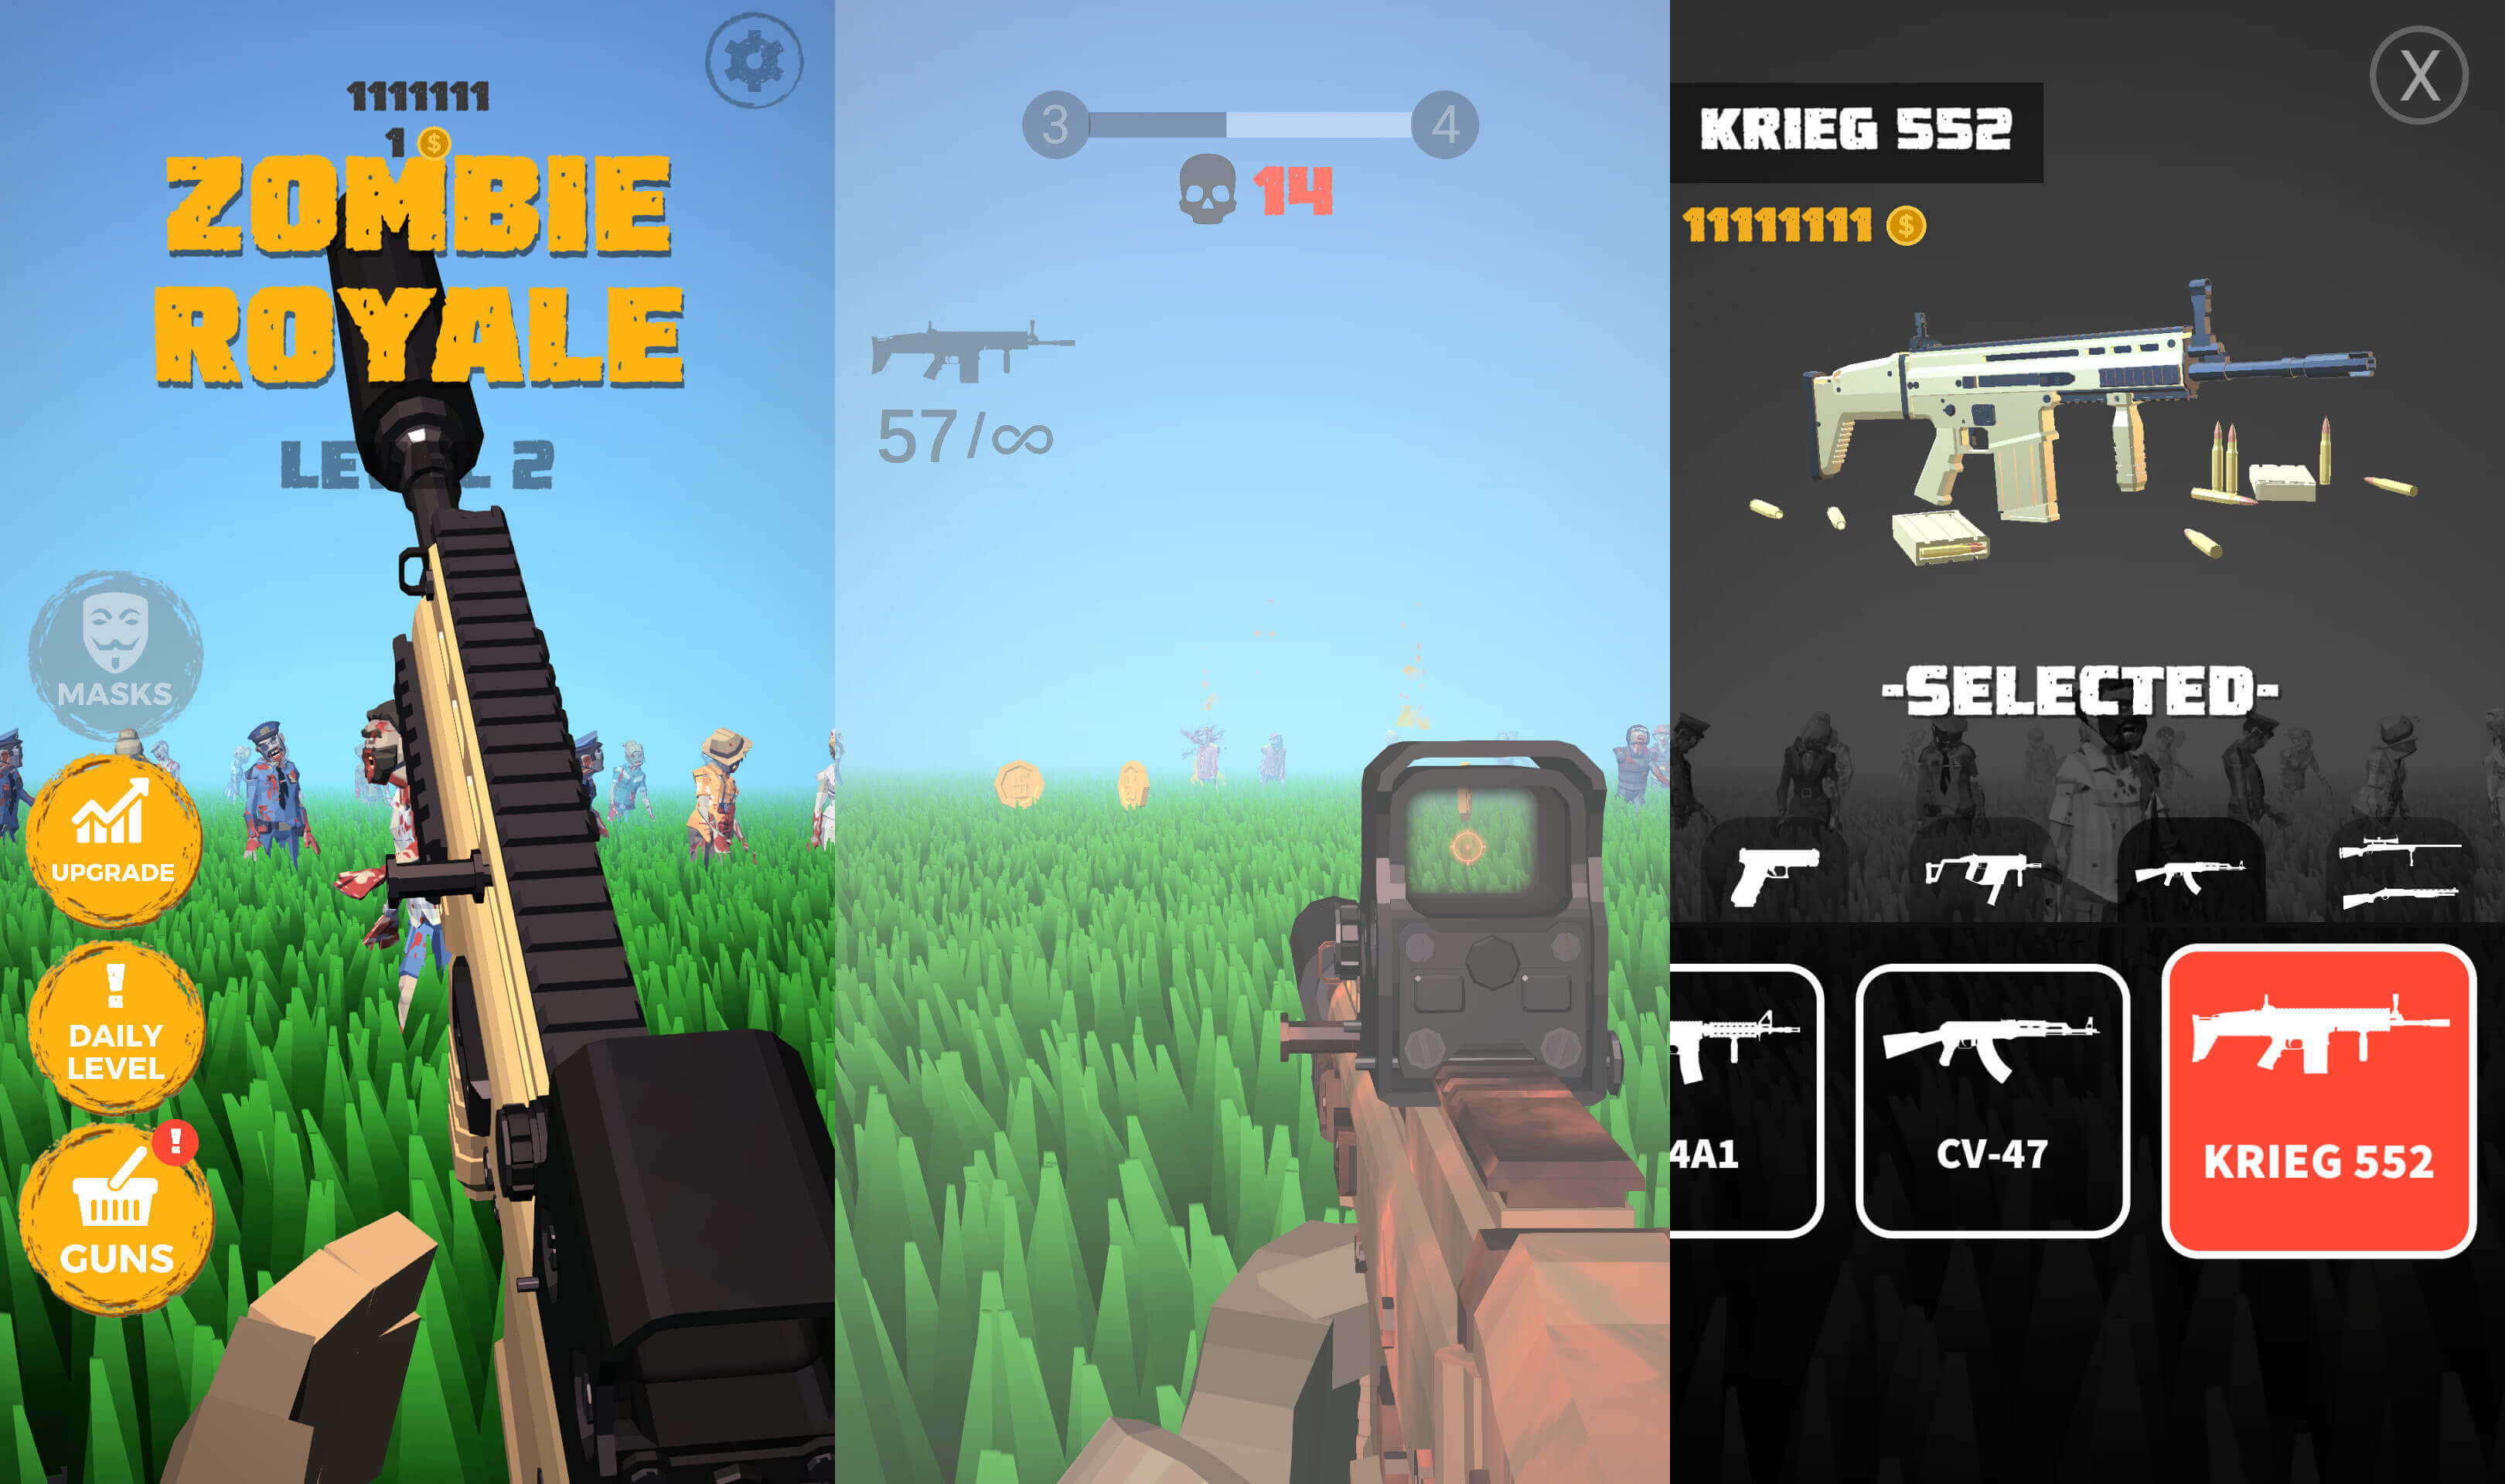 1111111
1
ZOMBIE
ROYALE
LEVEL 2
MASKS
UPGRADE
!
DAILY
LEVEL
!
GUNS
3
4
14
57/∞
X
KRIEG 552
11111111
-SELECTED-
4A1
CV-47
KRIEG 552